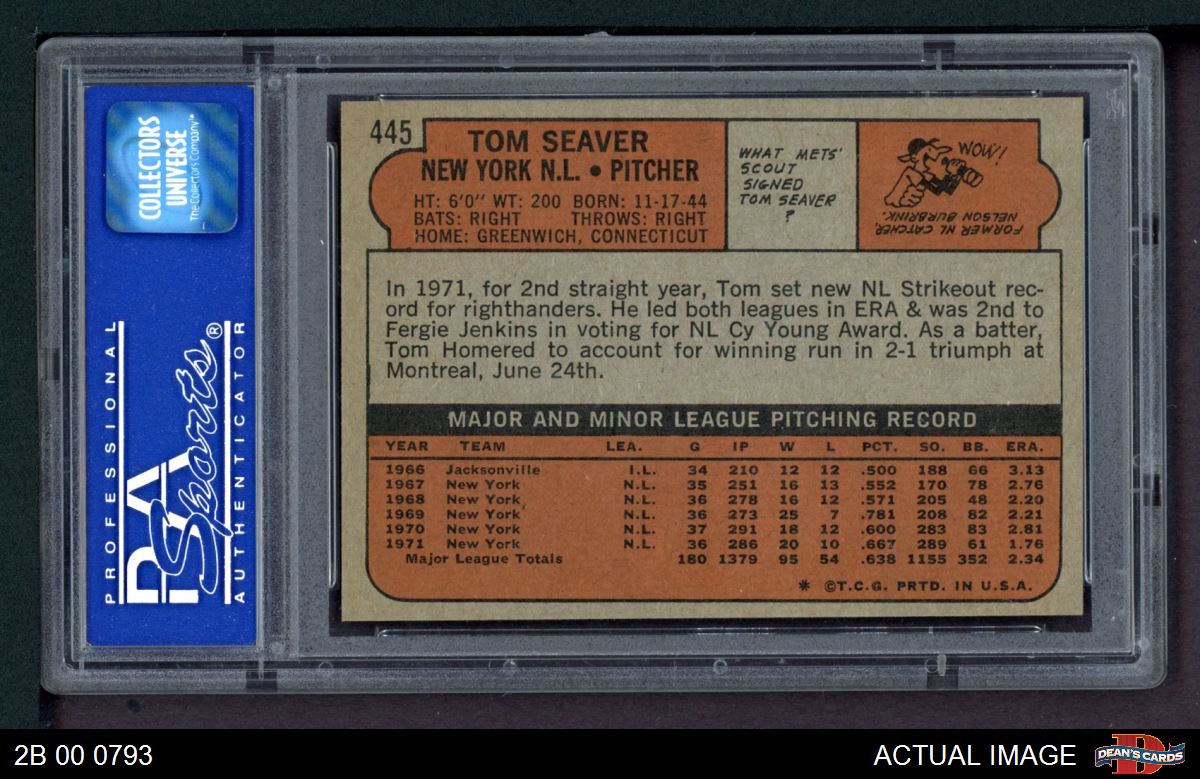 COLLECTORS
UNIVERSE
The Collectors Company™
PROFESSIONAL
PSA
Sports®
AUTHENTICATOR
445
TOM SEAVER
NEW YORK N.L. • PITCHER
HT: 6'0" WT: 200 BORN: 11-17-44
BATS: RIGHT THROWS: RIGHT
HOME: GREENWICH, CONNECTICUT
WHAT METS'
SCOUT
SIGNED
TOM SEAVER
?
WOW!
FORMER NL CATCHER,
NELSON BURBRINK.
In 1971, for 2nd straight year, Tom set new NL Strikeout rec-
ord for righthanders. He led both leagues in ERA & was 2nd to
Fergie Jenkins in voting for NL Cy Young Award. As a batter,
Tom Homered to account for winning run in 2-1 triumph at
Montreal, June 24th.
MAJOR AND MINOR LEAGUE PITCHING RECORD
YEAR TEAM LEA. G IP W L PCT. SO. BB. ERA.
1966 Jacksonville I.L. 34 210 12 12 .500 188 66 3.13
1967 New York N.L. 35 251 16 13 .552 170 78 2.76
1968 New York N.L. 36 278 16 12 .571 205 48 2.20
1969 New York N.L. 36 273 25 7 .781 208 82 2.21
1970 New York N.L. 37 291 18 12 .600 283 83 2.81
1971 New York N.L. 36 286 20 10 .667 289 61 1.76
Major League Totals 180 1379 95 54 .638 1155 352 2.34
* ©T.C.G. PRTD. IN U.S.A.
2B 00 0793
ACTUAL IMAGE
DEAN'S CARDS